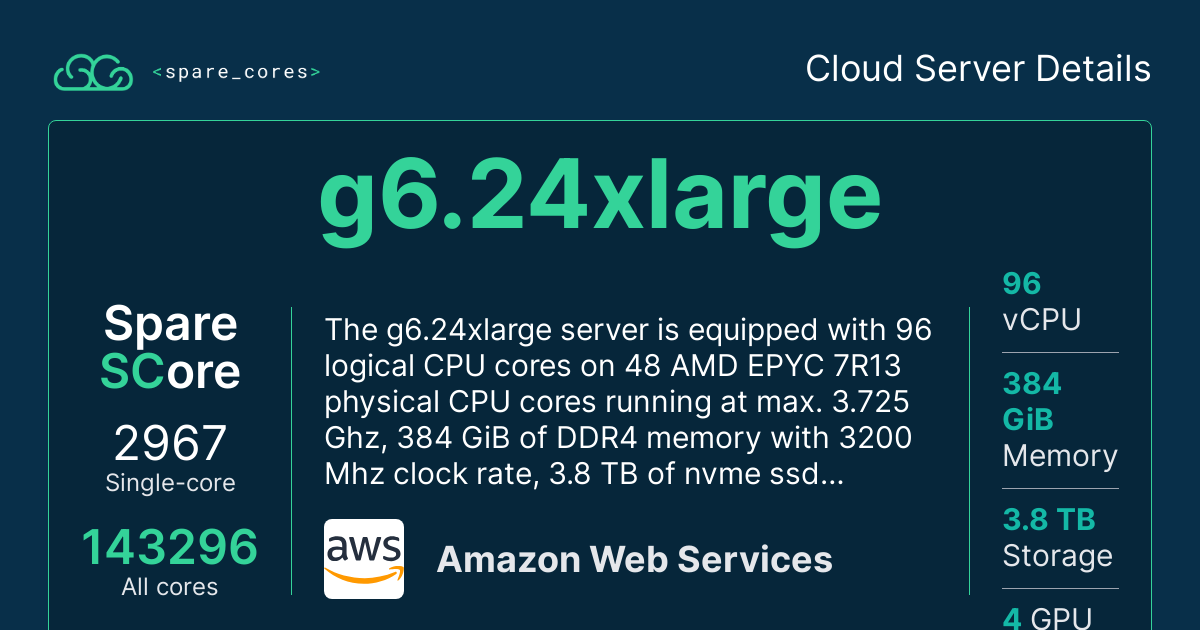 <spare_cores>
Cloud Server Details
g6.24xlarge
Spare
SCore
2967
Single-core
143296
All cores
The g6.24xlarge server is equipped with 96
logical CPU cores on 48 AMD EPYC 7R13
physical CPU cores running at max. 3.725
Ghz, 384 GiB of DDR4 memory with 3200
Mhz clock rate, 3.8 TB of nvme ssd...
aws
Amazon Web Services
96
vCPU
384
GiB
Memory
3.8 TB
Storage
4 GPU